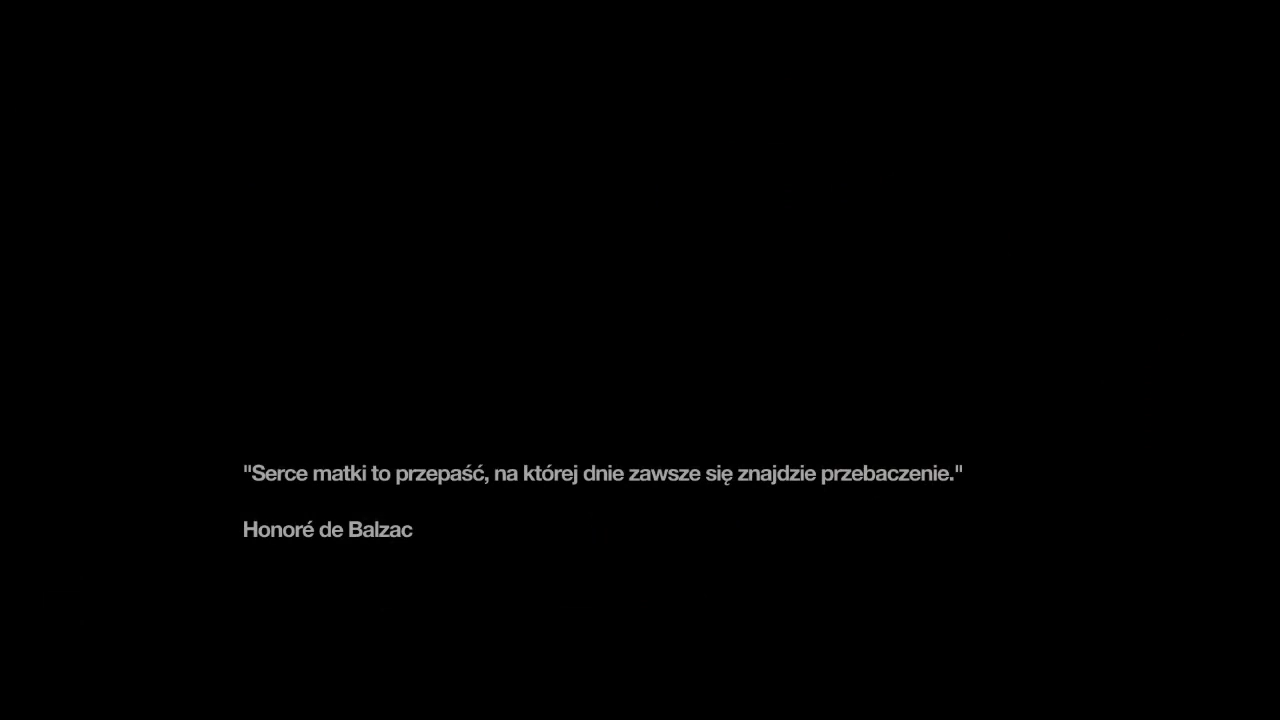 "Serce matki to przepaść, na której dnie zawsze się znajdzie przebaczenie."
Honoré de Balzac